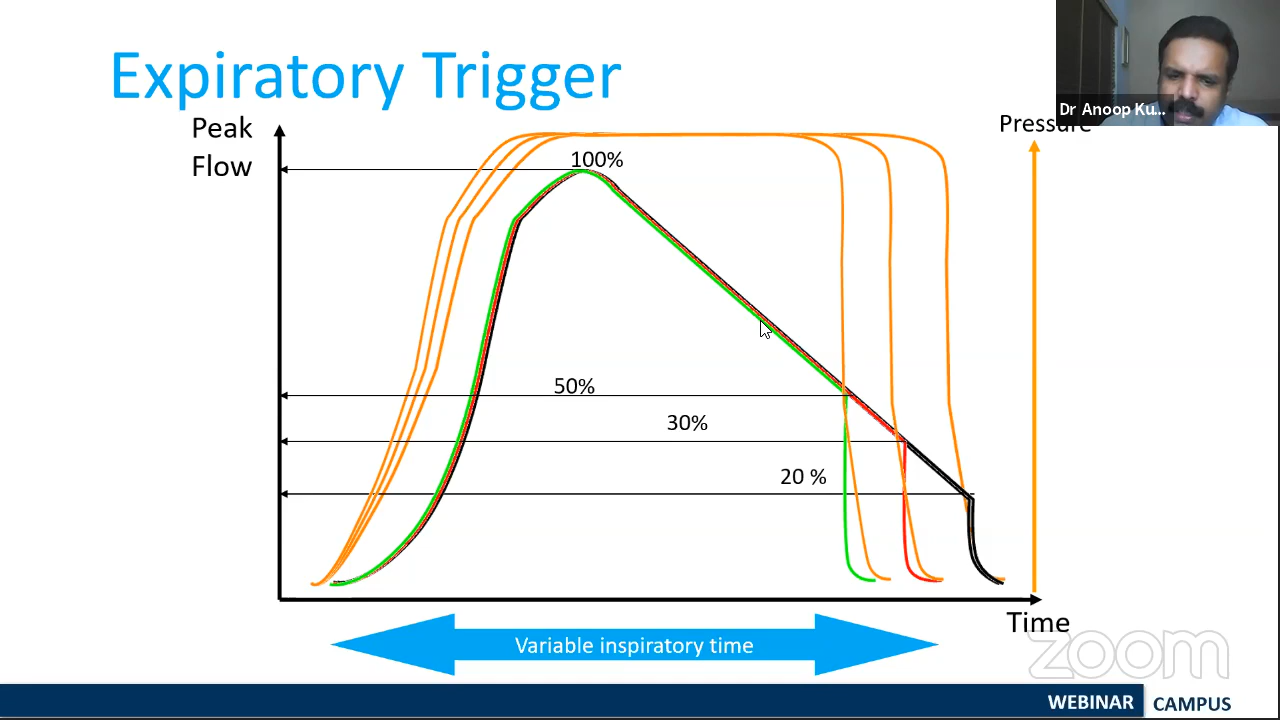 Expiratory Trigger
Dr Anoop Ku...
Peak
Flow
Pressure
100%
50%
30%
20 %
Time
Variable inspiratory time
zoom
WEBINAR CAMPUS